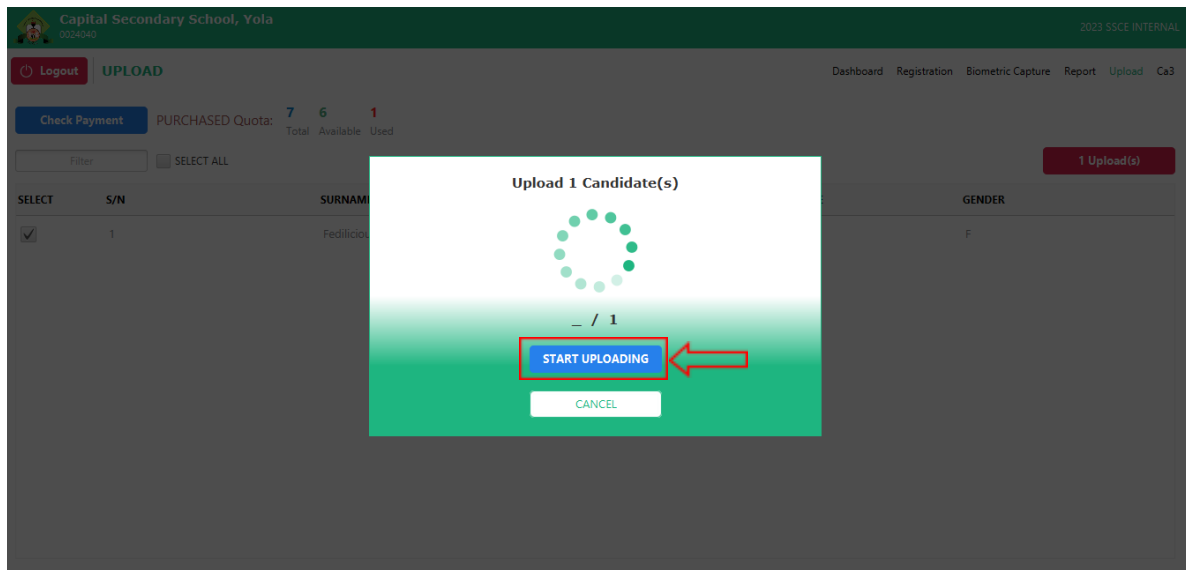 Capital Secondary School, Yola
0024040
2023 SSCE INTERNAL
Logout UPLOAD Dashboard Registration Biometric Capture Report Upload Ca3
Check Payment PURCHASED Quota: 7 6 1
Total Available Used
Filter SELECT ALL 1 Upload(s)
SELECT S/N SURNAM GENDER
1 Fediliciou F
Upload 1 Candidate(s)
_ / 1
START UPLOADING
CANCEL